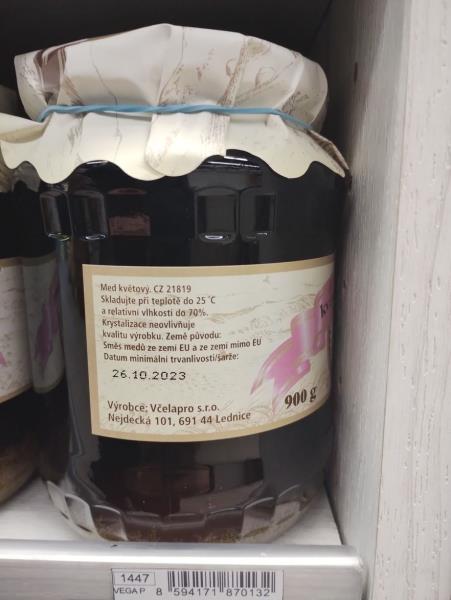 Med květový. CZ 21819
Skladujte při teplotě do 25 °C
a relativní vlhkosti do 70%.
Krystalizace neovlivňuje
kvalitu výrobku. Země původu:
Směs medů ze zemí EU a ze zemí mimo EU
Datum minimální trvanlivosti/šarže:
26.10.2023
900 g
Výrobce: Včelapro s.r.o.
Nejdecká 101, 691 44 Lednice
1447
VEGA P
8 594171 870132